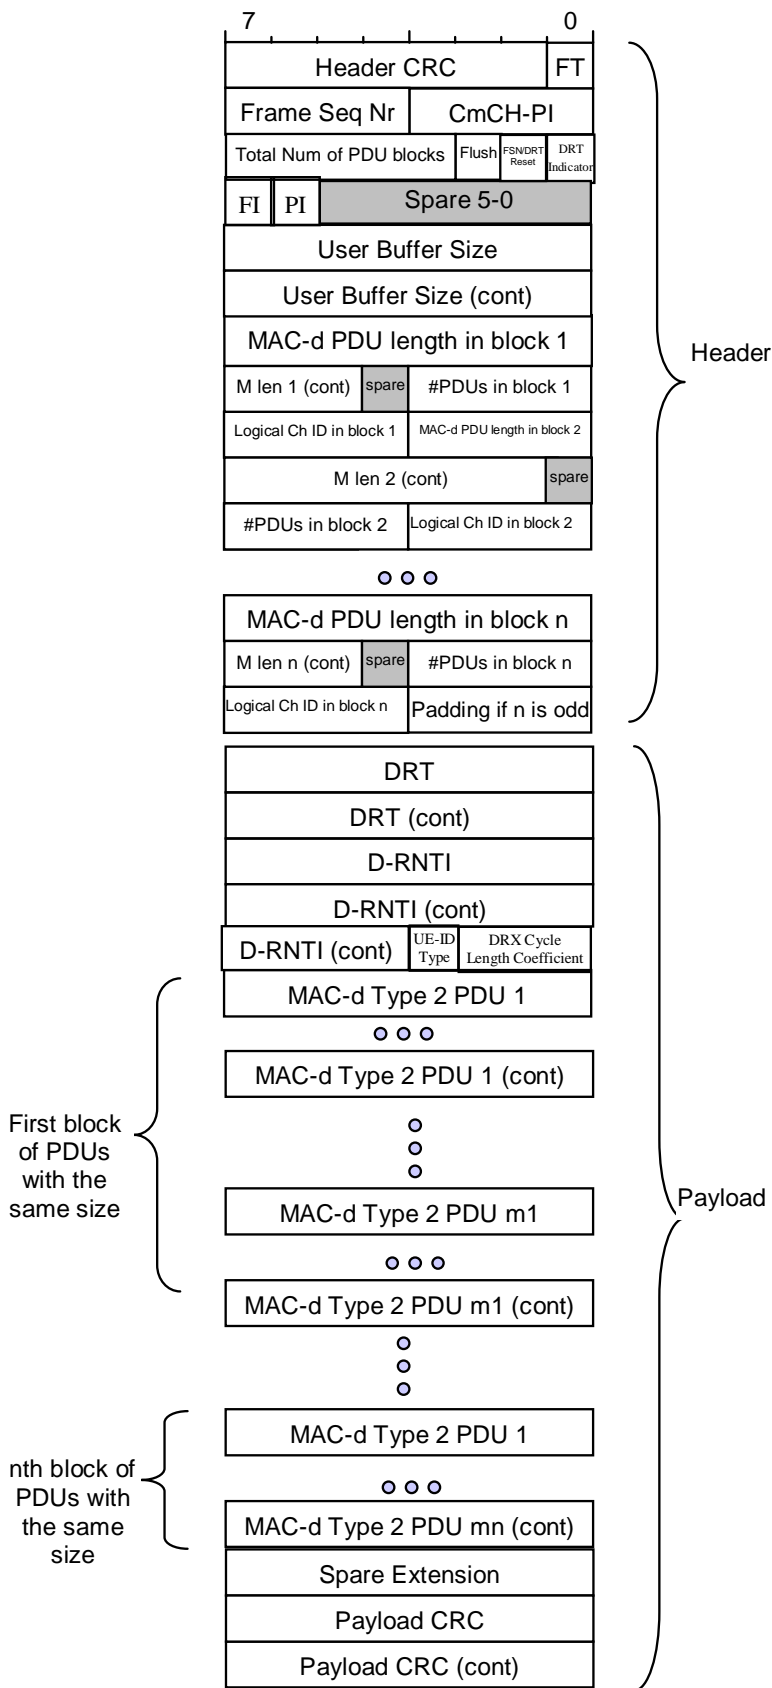 7 0
Header CRC FT
Frame Seq Nr CmCH-PI
Total Num of PDU blocks Flush FSN/DRT Reset DRT Indicator
FI PI Spare 5-0
User Buffer Size
User Buffer Size (cont)
MAC-d PDU length in block 1
Header
M len 1 (cont) spare #PDUs in block 1
Logical Ch ID in block 1 MAC-d PDU length in block 2
M len 2 (cont) spare
#PDUs in block 2 Logical Ch ID in block 2
MAC-d PDU length in block n
M len n (cont) spare #PDUs in block n
Logical Ch ID in block n Padding if n is odd
DRT
DRT (cont)
D-RNTI
D-RNTI (cont)
D-RNTI (cont) UE-ID Type DRX Cycle Length Coefficient
MAC-d Type 2 PDU 1
MAC-d Type 2 PDU 1 (cont)
First block
of PDUs
with the
same size
MAC-d Type 2 PDU m1
Payload
MAC-d Type 2 PDU m1 (cont)
MAC-d Type 2 PDU 1
nth block of
PDUs with
the same
size
MAC-d Type 2 PDU mn (cont)
Spare Extension
Payload CRC
Payload CRC (cont)